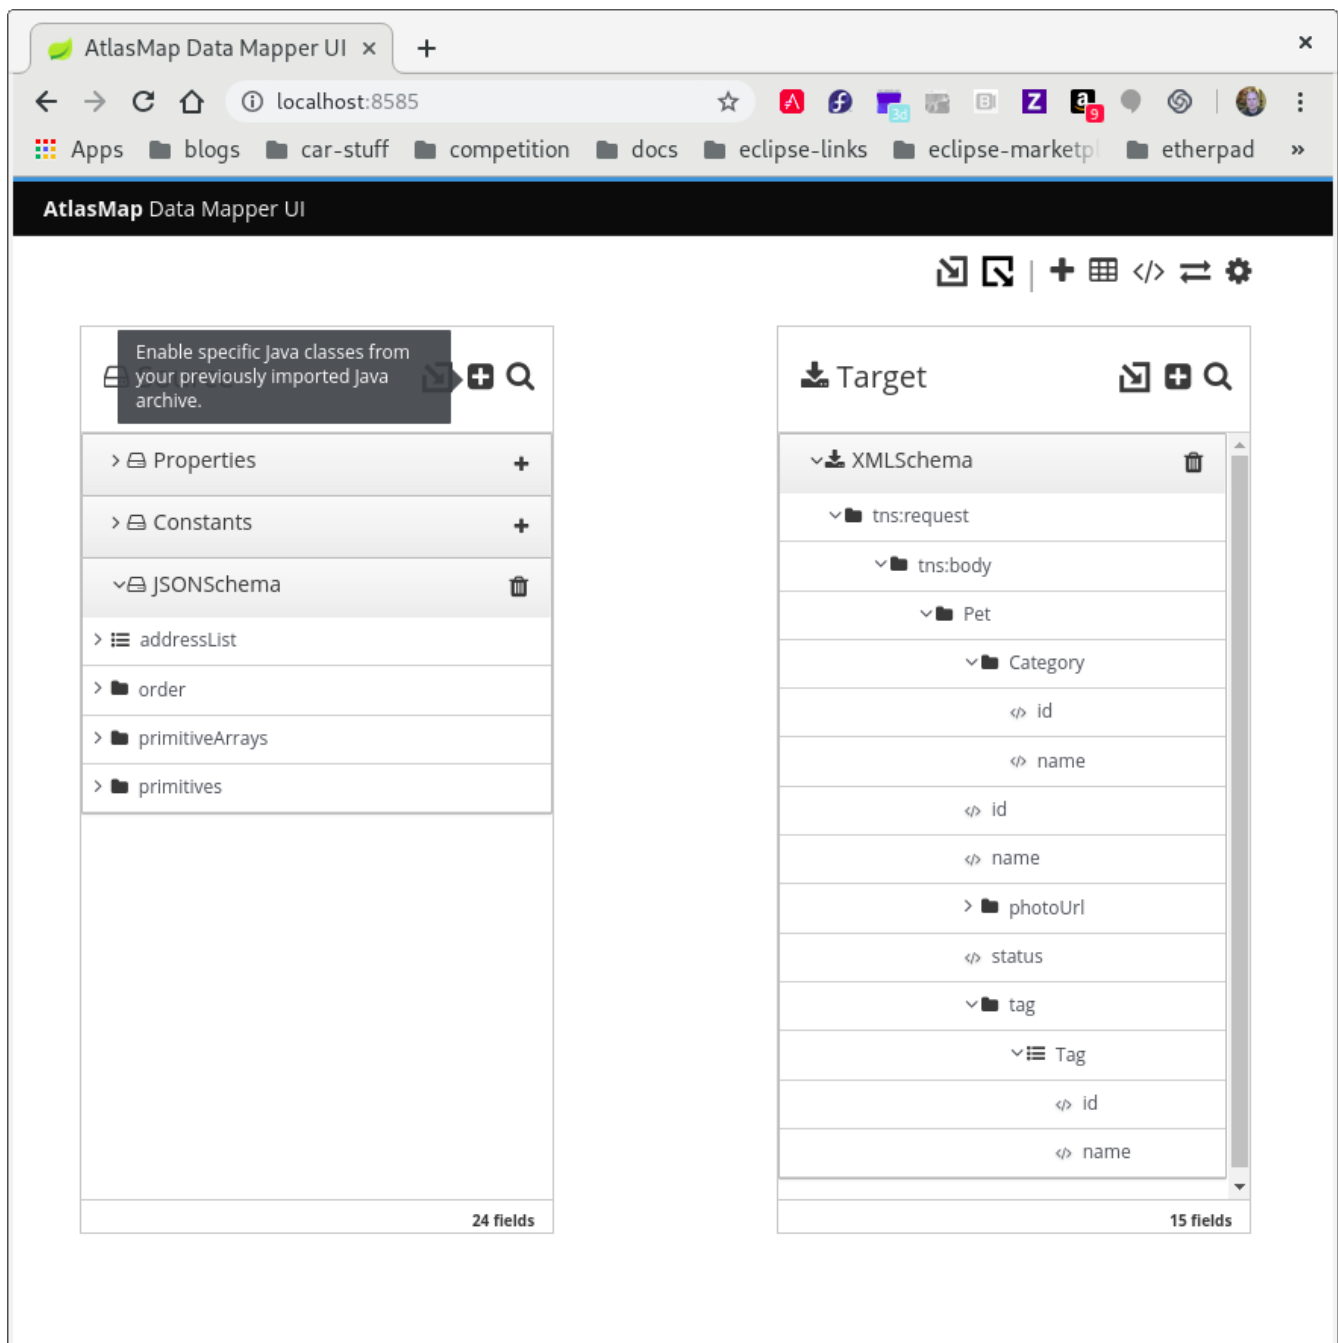 AtlasMap Data Mapper UI
localhost:8585
3d
B
Z
a
9
Apps
blogs
car-stuff
competition
docs
eclipse-links
eclipse-marketpl
etherpad
»
AtlasMap Data Mapper UI
Enable specific Java classes from
your previously imported Java
archive.
Properties
Constants
JSONSchema
addressList
order
primitiveArrays
primitives
24 fields
Target
XMLSchema
tns:request
tns:body
Pet
Category
id
name
id
name
photoUrl
status
tag
Tag
id
name
15 fields